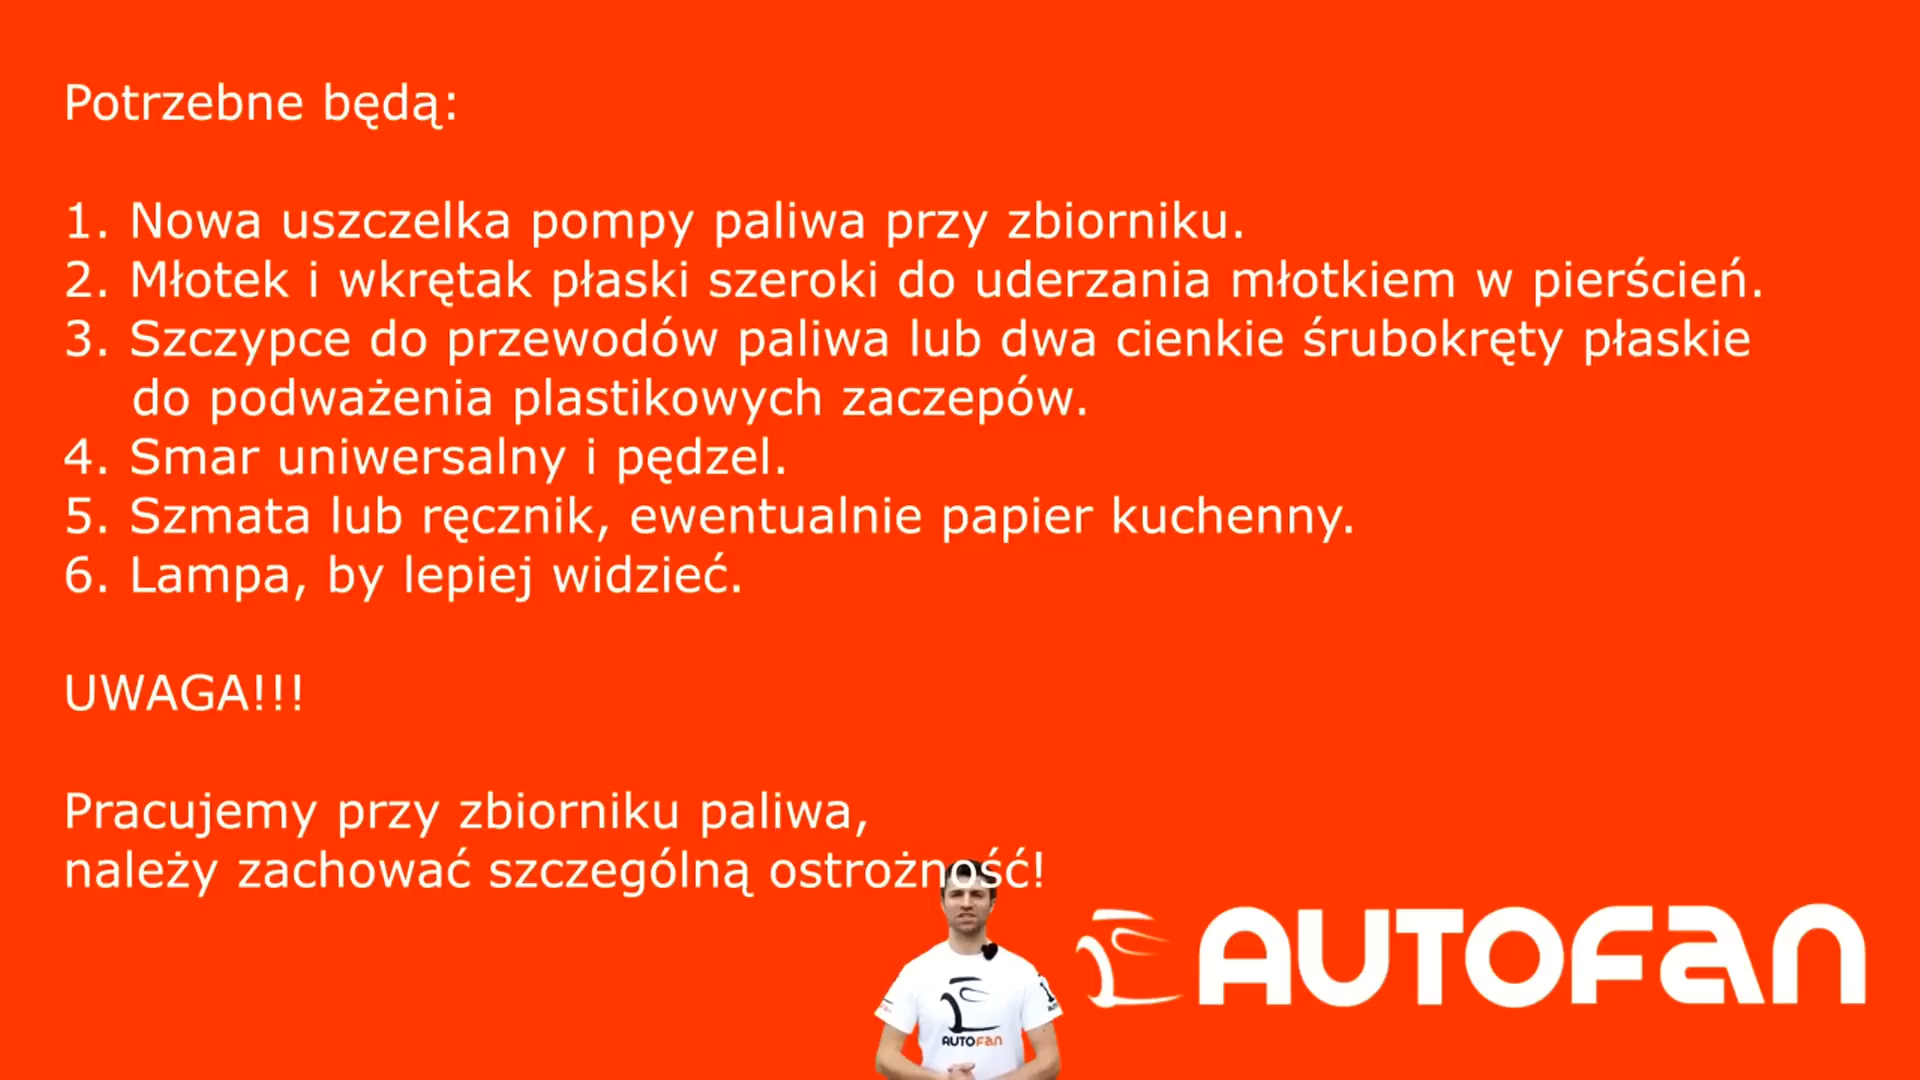 Potrzebne będą:
1. Nowa uszczelka pompy paliwa przy zbiorniku.
2. Młotek i wkrętak płaski szeroki do uderzania młotkiem w pierścień.
3. Szczypce do przewodów paliwa lub dwa cienkie śrubokręty płaskie
do podważenia plastikowych zaczepów.
4. Smar uniwersalny i pędzel.
5. Szmata lub ręcznik, ewentualnie papier kuchenny.
6. Lampa, by lepiej widzieć.
UWAGA!!!
Pracujemy przy zbiorniku paliwa,
należy zachować szczególną ostrożność!
AUTOFAN
AUTOFAN